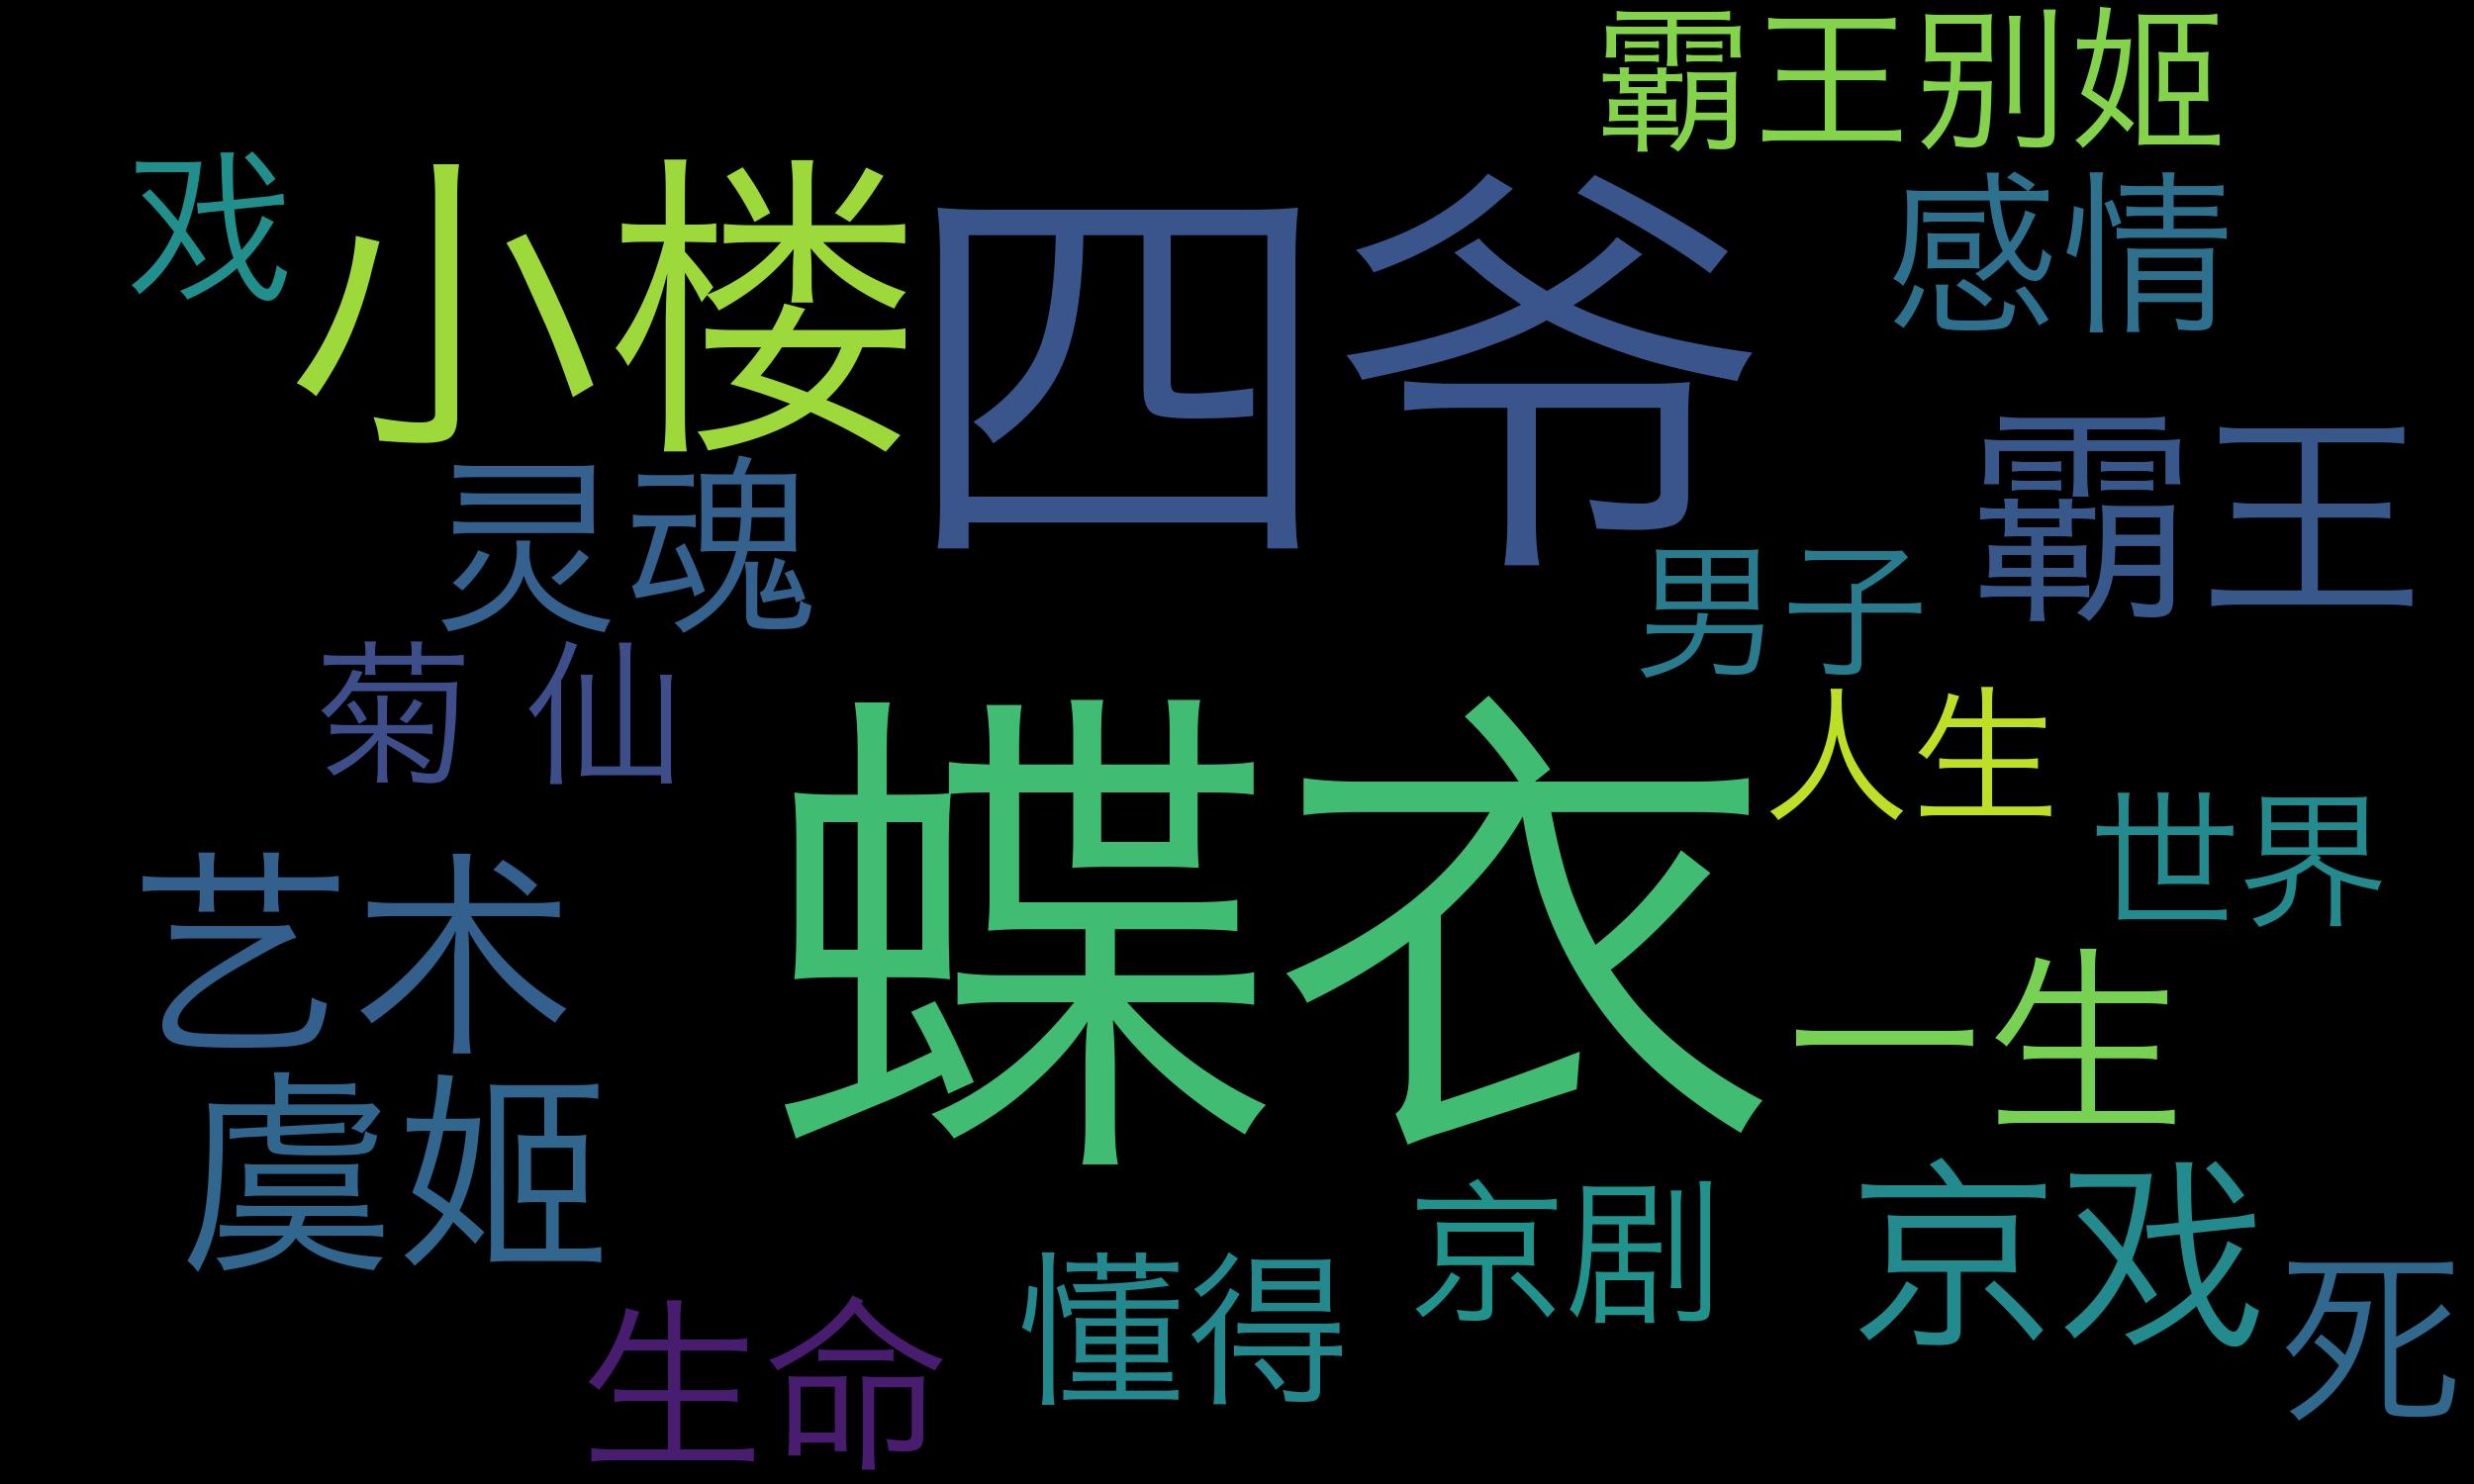 霸王别姬
戏
小楼
四爷
感情
灵魂
霸王
男子
菊仙
蝶衣
人生
世界
艺术
一生
虞姬
京剧
京戏
懂得
死
生命